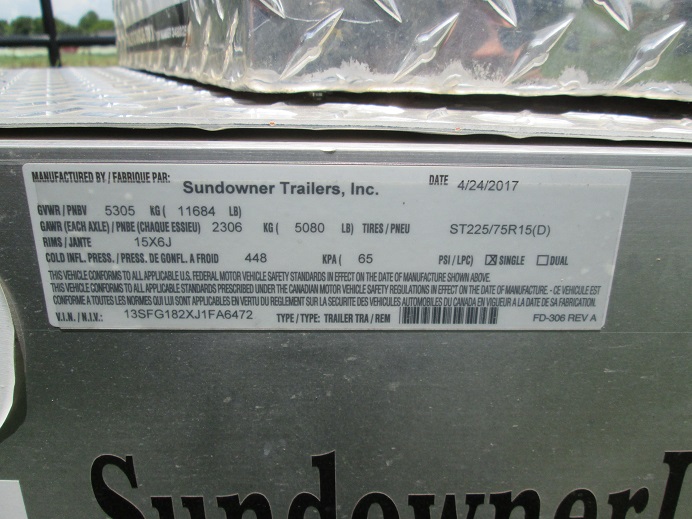 MANUFACTURED BY / FABRIQUE PAR: Sundowner Trailers, Inc. DATE 4/24/2017
GVWR / PNBV 5305 KG ( 11684 LB)
GAWR (EACH AXLE) / PNBE (CHAQUE ESSIEU) 2306 KG ( 5080 LB) TIRES / PNEU ST225/75R15(D)
RIMS / JANTE 15X6J
COLD INFL. PRESS. / PRESS. DE GONFL. A FROID 448 KPA ( 65 PSI / LPC) SINGLE DUAL
THIS VEHICLE CONFORMS TO ALL APPLICABLE U.S. FEDERAL MOTOR VEHICLE SAFETY STANDARDS IN EFFECT ON THE DATE OF MANUFACTURE SHOWN ABOVE.
THIS VEHICLE CONFORMS TO ALL APPLICABLE STANDARDS PRESCRIBED UNDER THE CANADIAN MOTOR VEHICLE SAFETY REGULATIONS IN EFFECT ON THE DATE OF MANUFACTURE. - CE VEHICULE EST
CONFORME A TOUTES LES NORMES QUI LUI SONT APPLICABLES EN VERTU DU REGLEMENT SUR LA SECURITE DES VEHICULES AUTOMOBILES DU CANADA EN VIGUEUR A LA DATE DE SA FABRICATION.
V.I.N. / N.I.V.: 13SFG182XJ1FA6472 TYPE / TYPE: TRAILER TRA / REM FD-306 REV A
Sundowner